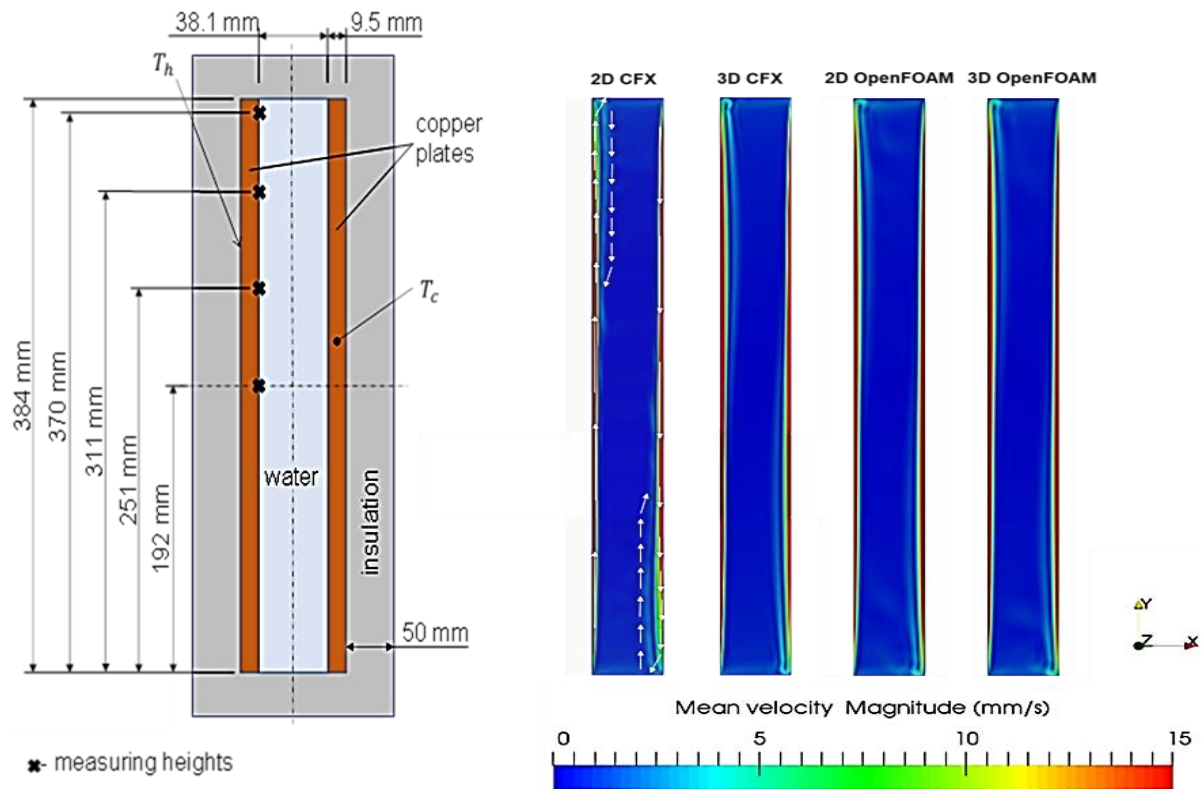 38.1 mm
9.5 mm
T_h
copper
plates
T_c
384 mm
370 mm
311 mm
251 mm
192 mm
water
insulation
50 mm
✖- measuring heights
2D CFX
3D CFX
2D OpenFOAM
3D OpenFOAM
Y
Z
X
Mean velocity Magnitude (mm/s)
0
5
10
15